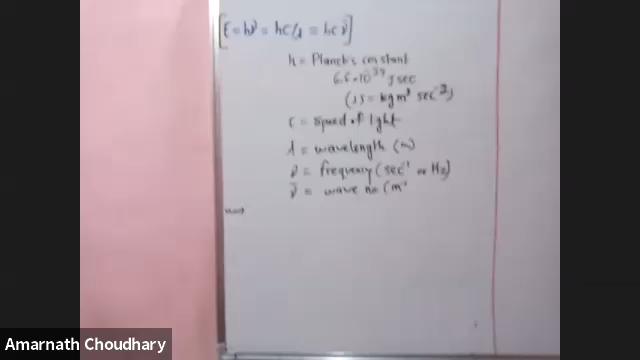 [E = hν = hc/λ = hcν̄]
h = Planck's constant
6.6×10⁻³⁴ J sec
(1J = kg m² sec⁻²)
c = speed of light
λ = wavelength (m)
ν = frequency (sec⁻¹ or Hz)
ν̄ = wave no (m⁻¹
Amarnath Choudhary